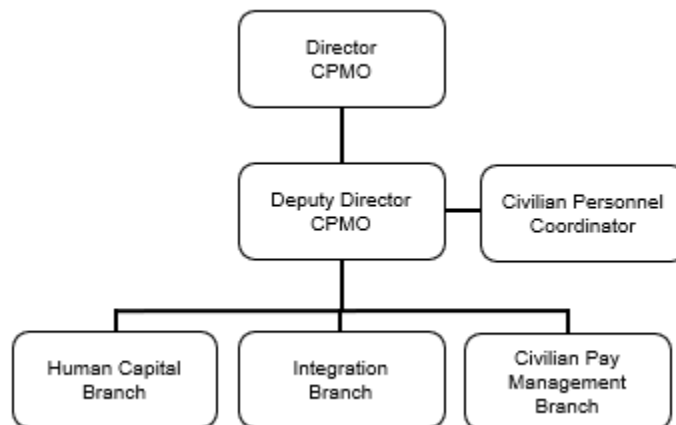 Director
CPMO
Deputy Director
CPMO
Civilian Personnel
Coordinator
Human Capital
Branch
Integration
Branch
Civilian Pay
Management
Branch